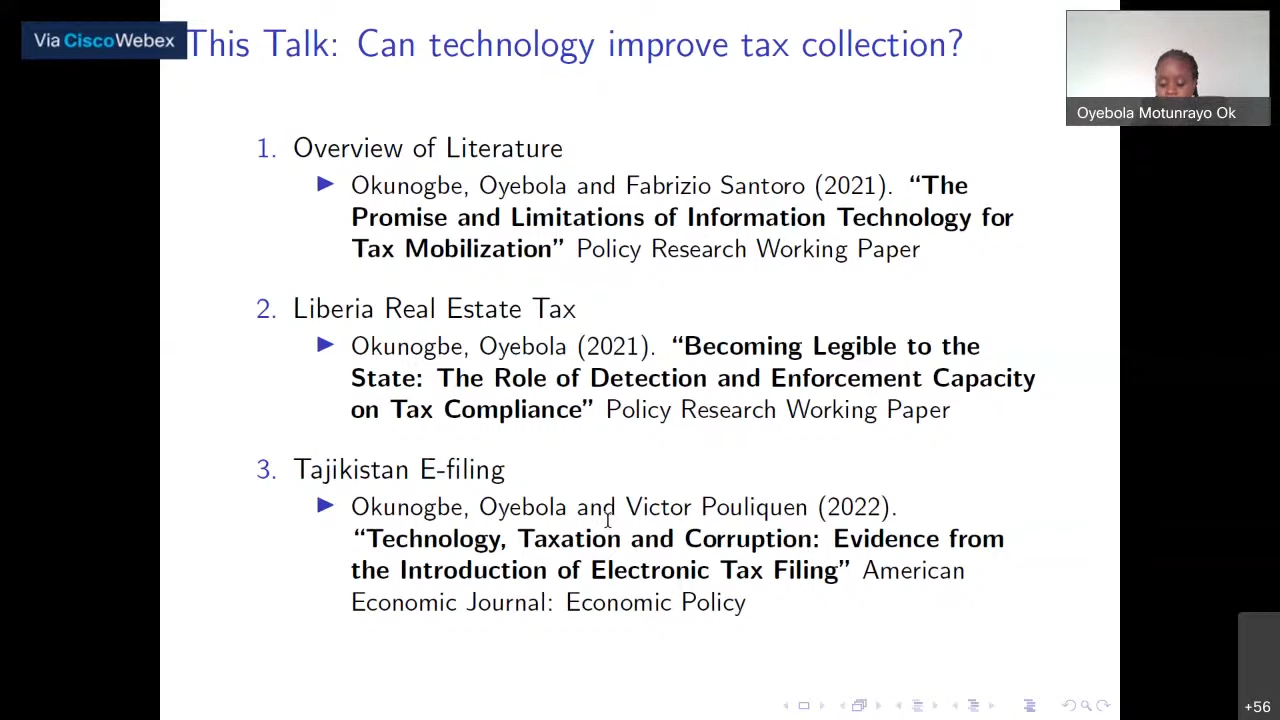 Via Cisco Webex
This Talk: Can technology improve tax collection?
Oyebola Motunrayo Ok
1. Overview of Literature
▶ Okunogbe, Oyebola and Fabrizio Santoro (2021). “The
Promise and Limitations of Information Technology for
Tax Mobilization” Policy Research Working Paper
2. Liberia Real Estate Tax
▶ Okunogbe, Oyebola (2021). “Becoming Legible to the
State: The Role of Detection and Enforcement Capacity
on Tax Compliance” Policy Research Working Paper
3. Tajikistan E-filing
▶ Okunogbe, Oyebola and Victor Pouliquen (2022).
“Technology, Taxation and Corruption: Evidence from
the Introduction of Electronic Tax Filing” American
Economic Journal: Economic Policy
+56